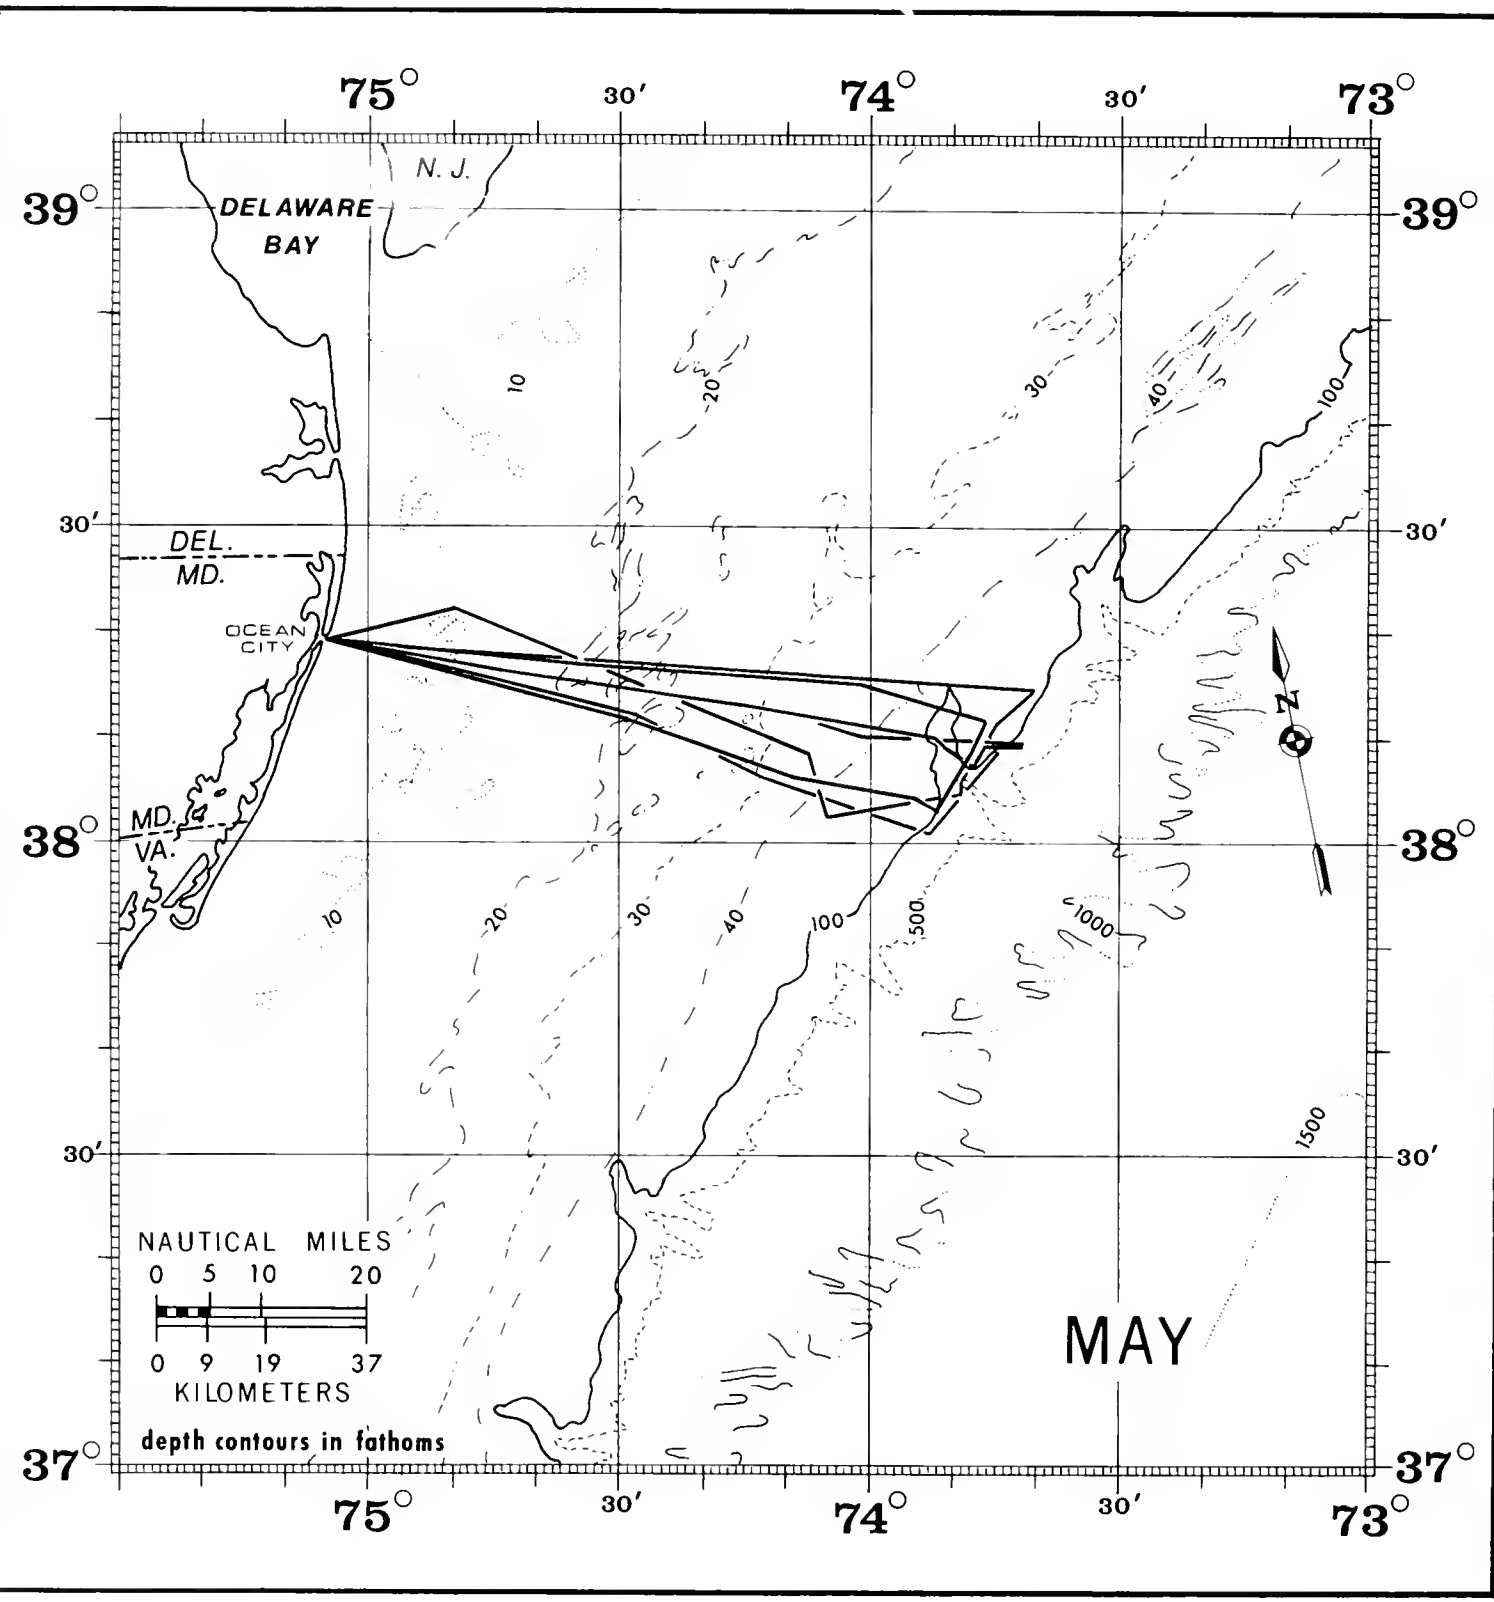 75° 30′ 74° 30′ 73°
N. J.
39° DELAWARE 39°
BAY
10 20 30 40 100
30′ 30′
DEL.
MD.
OCEAN
CITY
N
MD.
38° 38°
VA.
10 20 30 40 100 500 1000
1500
30′ 30′
NAUTICAL MILES
0 5 10 20
0 9 19 37
KILOMETERS
MAY
depth contours in fathoms
37° 37°
75° 30′ 74° 30′ 73°